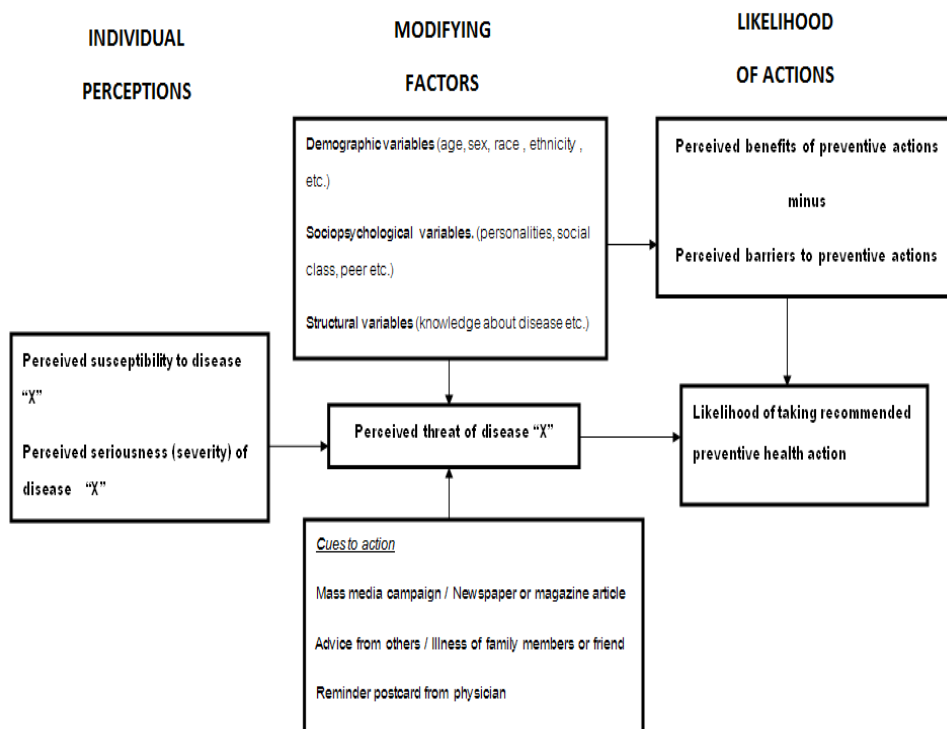 INDIVIDUAL
PERCEPTIONS
MODIFYING
FACTORS
LIKELIHOOD
OF ACTIONS
Demographic variables (age, sex, race , ethnicity ,
etc.)
Sociopsychological variables. (personalities, social
class, peer etc.)
Structural variables (knowledge about disease etc.)
Perceived benefits of preventive actions
minus
Perceived barriers to preventive actions
Perceived susceptibility to disease
“X”
Perceived seriousness (severity) of
disease “X”
Perceived threat of disease “X”
Likelihood of taking recommended
preventive health action
Cues to action
Mass media campaign / Newspaper or magazine article
Advice from others / Illness of family members or friend
Reminder postcard from physician